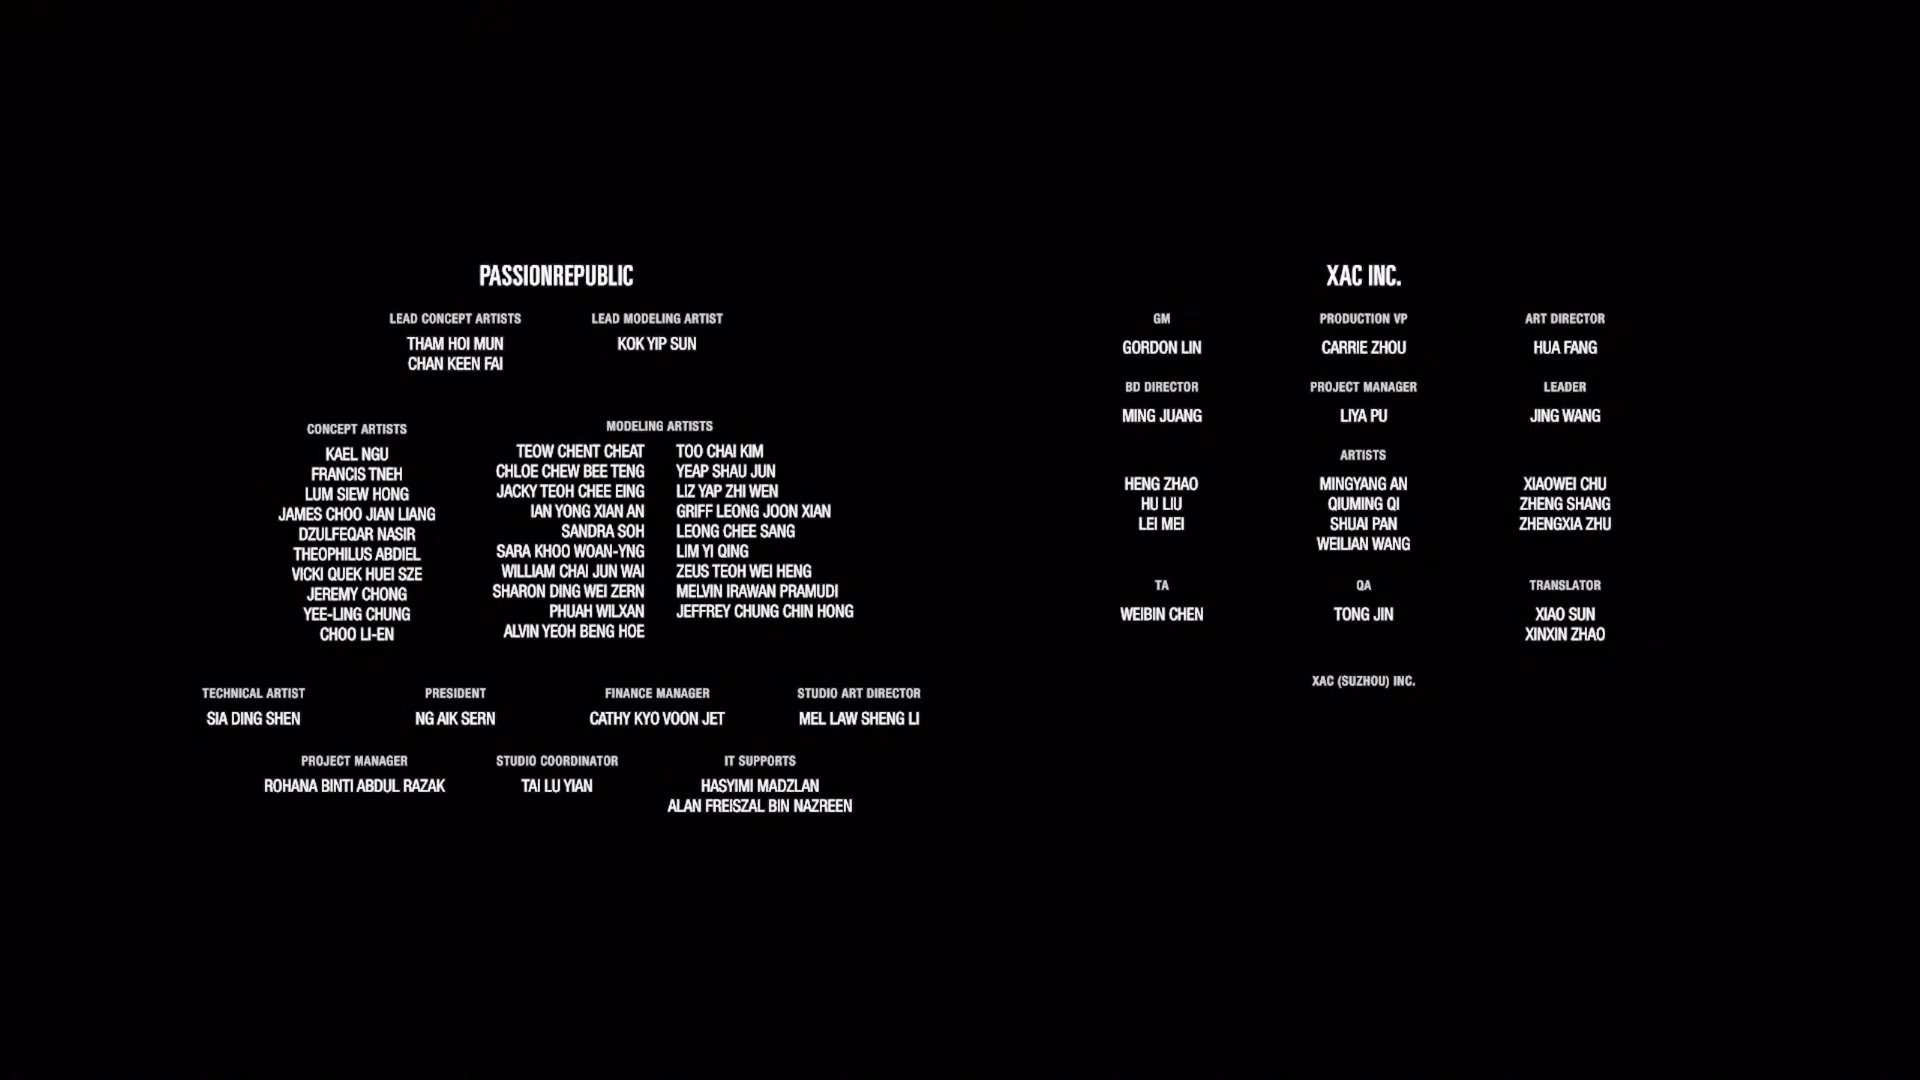 PASSIONREPUBLIC
LEAD CONCEPT ARTISTS
THAM HOI MUN
CHAN KEEN FAI
LEAD MODELING ARTIST
KOK YIP SUN
CONCEPT ARTISTS
KAEL NGU
FRANCIS TNEH
LUM SIEW HONG
JAMES CHOO JIAN LIANG
DZULFEQAR NASIR
THEOPHILUS ABDIEL
VICKI QUEK HUEI SZE
JEREMY CHONG
YEE-LING CHUNG
CHOO LI-EN
MODELING ARTISTS
TEOW CHENT CHEAT
CHLOE CHEW BEE TENG
JACKY TEOH CHEE EING
IAN YONG XIAN AN
SANDRA SOH
SARA KHOO WOAN-YNG
WILLIAM CHAI JUN WAI
SHARON DING WEI ZERN
PHUAH WILXAN
ALVIN YEOH BENG HOE
TOO CHAI KIM
YEAP SHAU JUN
LIZ YAP ZHI WEN
GRIFF LEONG JOON XIAN
LEONG CHEE SANG
LIM YI QING
ZEUS TEOH WEI HENG
MELVIN IRAWAN PRAMUDI
JEFFREY CHUNG CHIN HONG
TECHNICAL ARTIST
SIA DING SHEN
PRESIDENT
NG AIK SERN
FINANCE MANAGER
CATHY KYO VOON JET
STUDIO ART DIRECTOR
MEL LAW SHENG LI
PROJECT MANAGER
ROHANA BINTI ABDUL RAZAK
STUDIO COORDINATOR
TAI LU YIAN
IT SUPPORTS
HASYIMI MADZLAN
ALAN FREISZAL BIN NAZREEN
XAC INC.
GM
GORDON LIN
PRODUCTION VP
CARRIE ZHOU
ART DIRECTOR
HUA FANG
BD DIRECTOR
MING JUANG
PROJECT MANAGER
LIYA PU
LEADER
JING WANG
ARTISTS
HENG ZHAO
HU LIU
LEI MEI
MINGYANG AN
QIUMING QI
SHUAI PAN
WEILIAN WANG
XIAOWEI CHU
ZHENG SHANG
ZHENGXIA ZHU
TA
WEIBIN CHEN
QA
TONG JIN
TRANSLATOR
XIAO SUN
XINXIN ZHAO
XAC (SUZHOU) INC.